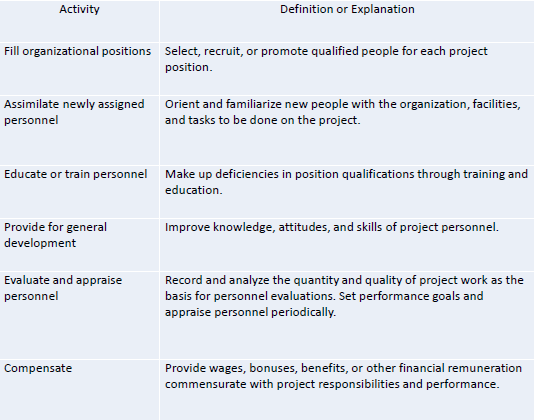 Activity
Definition or Explanation
Fill organizational positions
Select, recruit, or promote qualified people for each project
position.
Assimilate newly assigned
personnel
Orient and familiarize new people with the organization, facilities,
and tasks to be done on the project.
Educate or train personnel
Make up deficiencies in position qualifications through training and
education.
Provide for general
development
Improve knowledge, attitudes, and skills of project personnel.
Evaluate and appraise
personnel
Record and analyze the quantity and quality of project work as the
basis for personnel evaluations. Set performance goals and
appraise personnel periodically.
Compensate
Provide wages, bonuses, benefits, or other financial remuneration
commensurate with project responsibilities and performance.